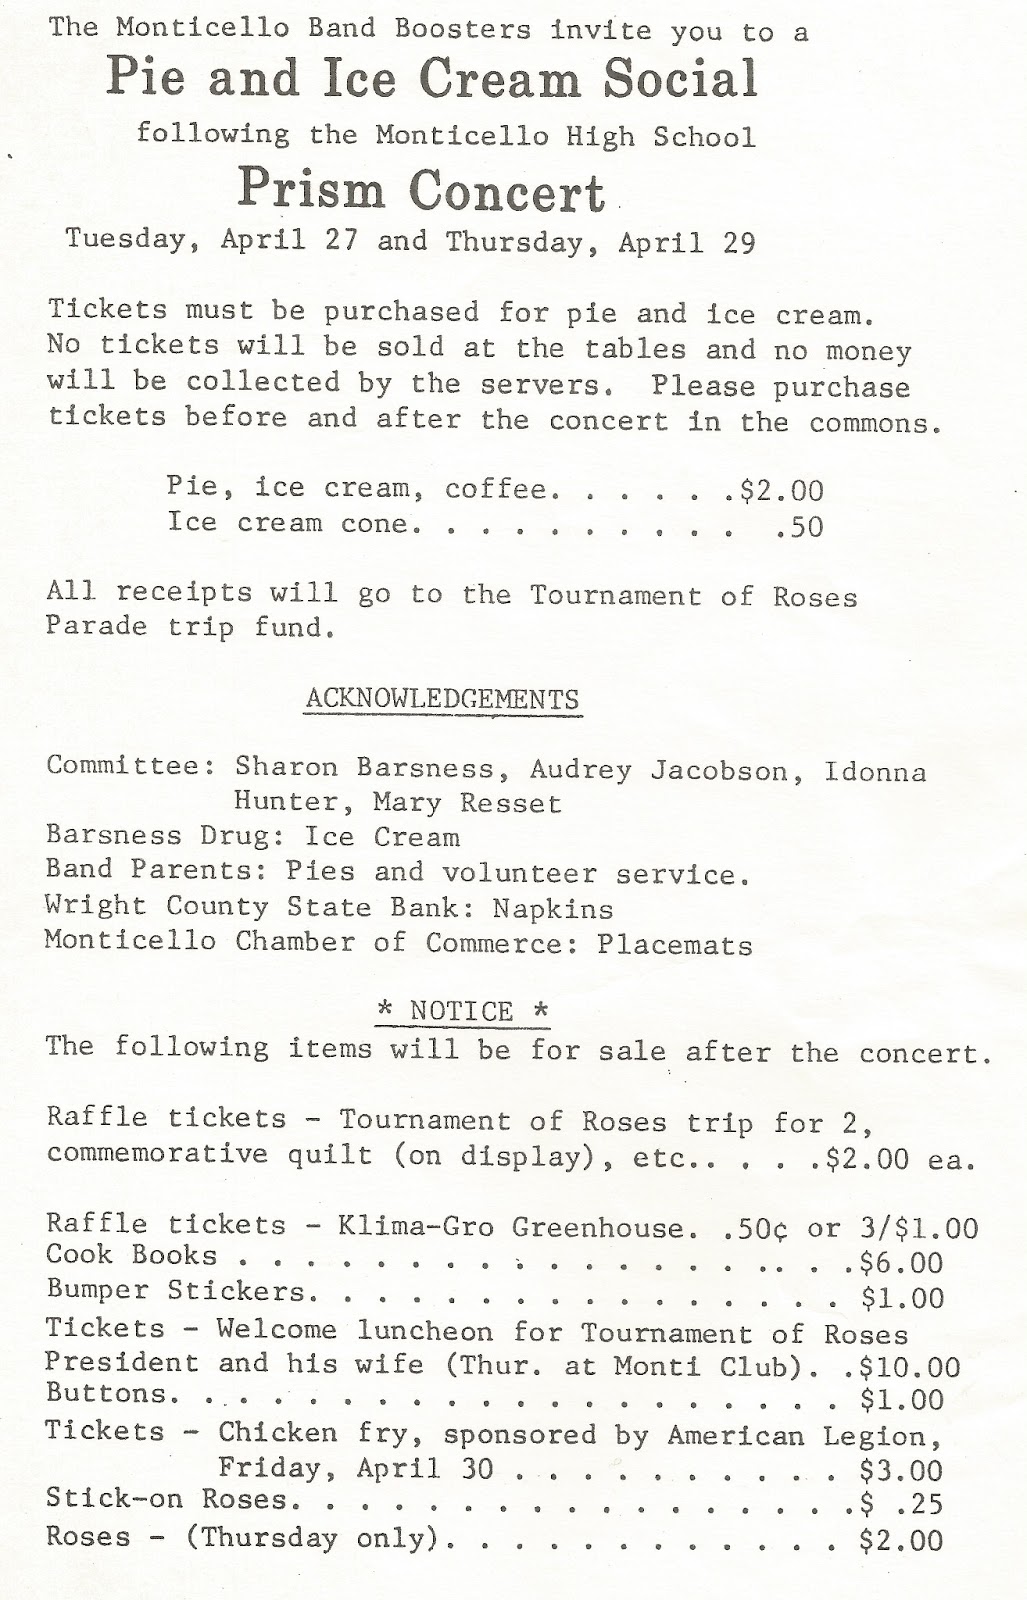 The Monticello Band Boosters invite you to a
Pie and Ice Cream Social
following the Monticello High School
Prism Concert
Tuesday, April 27 and Thursday, April 29
Tickets must be purchased for pie and ice cream.
No tickets will be sold at the tables and no money
will be collected by the servers. Please purchase
tickets before and after the concert in the commons.
Pie, ice cream, coffee. . . . . . .$2.00
Ice cream cone. . . . . . . . . . .50
All receipts will go to the Tournament of Roses
Parade trip fund.
ACKNOWLEDGEMENTS
Committee: Sharon Barsness, Audrey Jacobson, Idonna
Hunter, Mary Resset
Barsness Drug: Ice Cream
Band Parents: Pies and volunteer service.
Wright County State Bank: Napkins
Monticello Chamber of Commerce: Placemats
* NOTICE *
The following items will be for sale after the concert.
Raffle tickets - Tournament of Roses trip for 2,
commemorative quilt (on display), etc.. . . .$2.00 ea.
Raffle tickets - Klima-Gro Greenhouse. .50¢ or 3/$1.00
Cook Books . . . . . . . . . . . . . . . . .. . .$6.00
Bumper Stickers. . . . . . . . . . . . . . . . $1.00
Tickets - Welcome luncheon for Tournament of Roses
President and his wife (Thur. at Monti Club). .$10.00
Buttons. . . . . . . . . . . . . . . . . . . . $1.00
Tickets - Chicken fry, sponsored by American Legion,
Friday, April 30 . . . . . . . . . . $3.00
Stick-on Roses. . . . . . . . . . . . . . . . .$ .25
Roses - (Thursday only). . . . . . . . . . . . $2.00